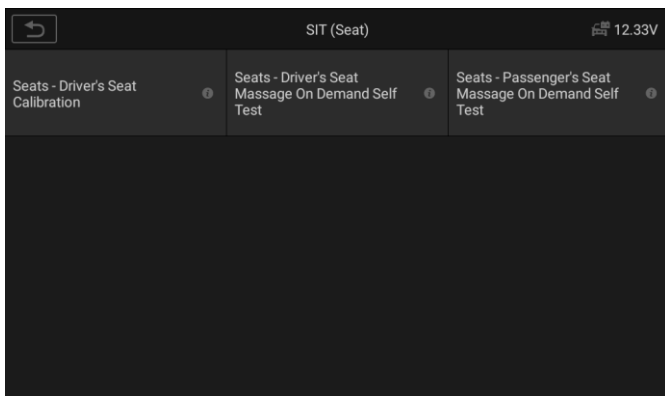 SIT (Seat)
12.33V
Seats - Driver's Seat
Calibration
Seats - Driver's Seat
Massage On Demand Self
Test
Seats - Passenger's Seat
Massage On Demand Self
Test